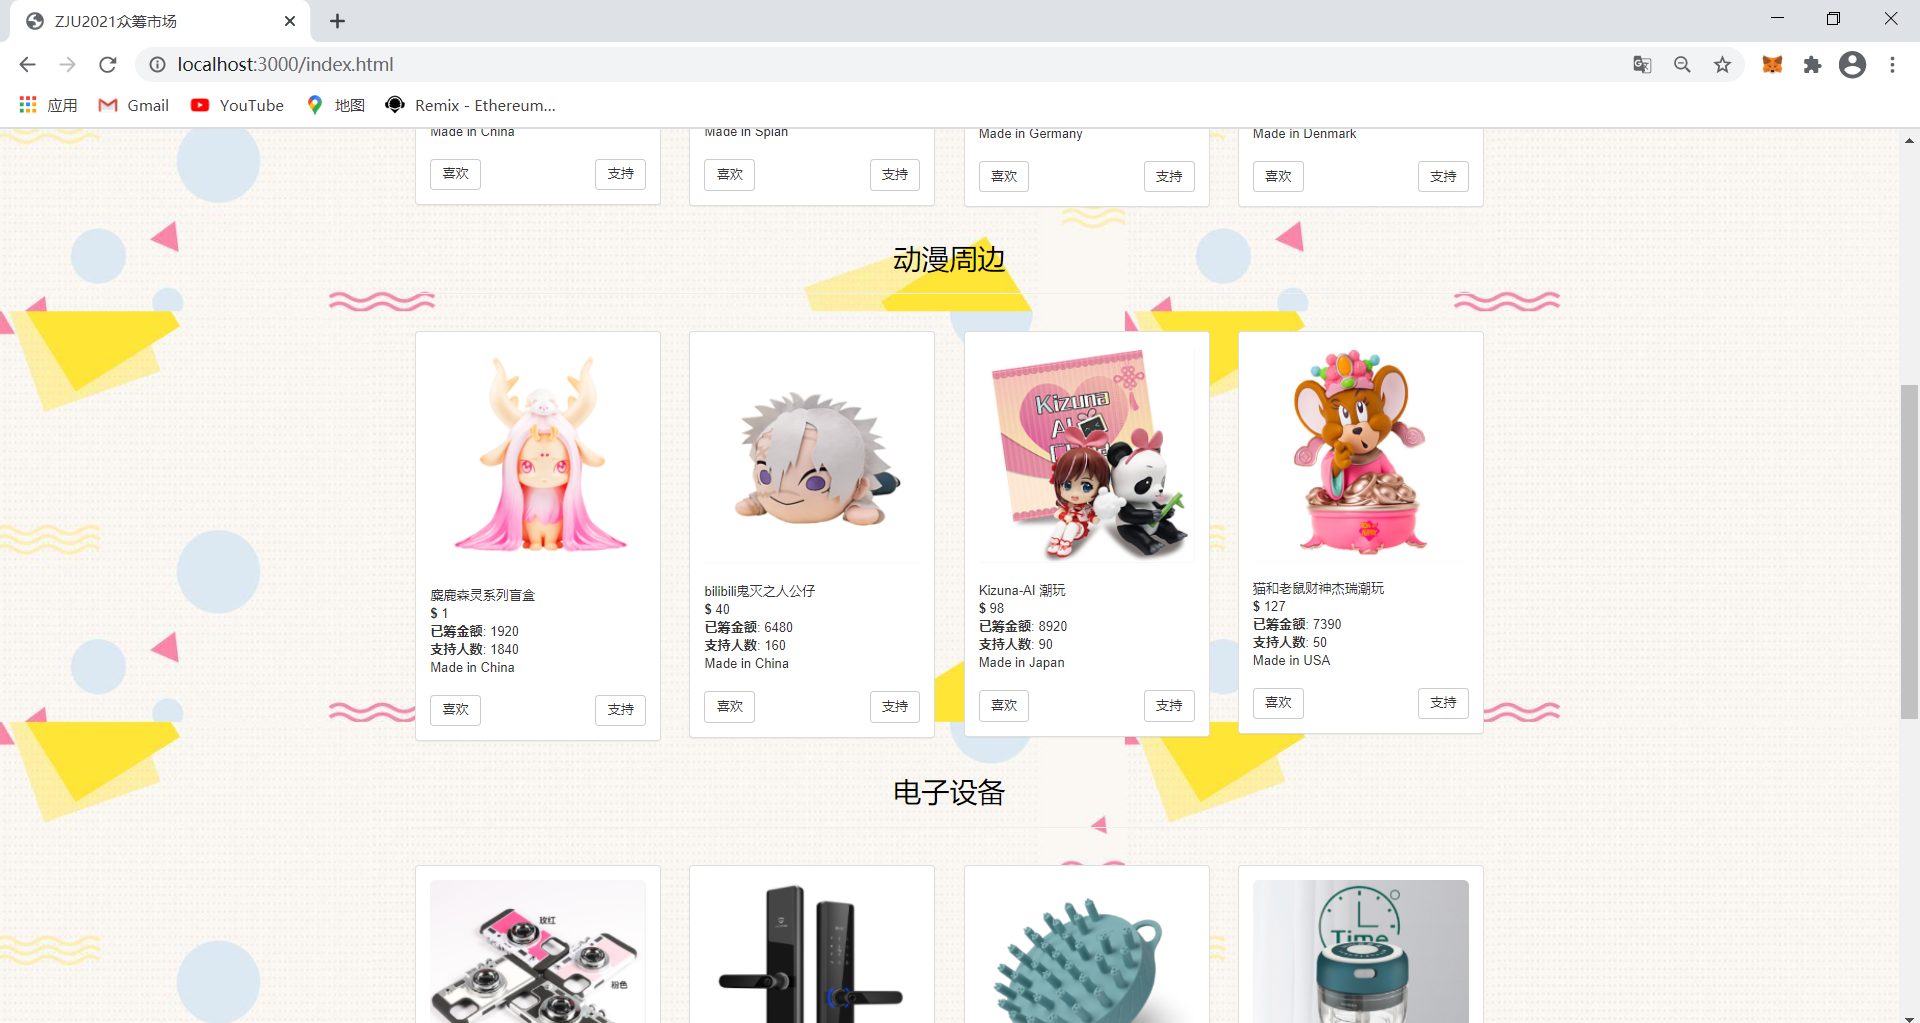 ZJU2021众筹市场
localhost:3000/index.html
应用
Gmail
YouTube
地图
Remix - Ethereum...
Made in China
Made in Spian
Made in Germany
Made in Denmark
喜欢
支持
喜欢
支持
喜欢
支持
喜欢
支持
动漫周边
Kizuna
AI
麋鹿森灵系列盲盒
$ 1
已筹金额: 1920
支持人数: 1840
Made in China
喜欢
支持
bilibili鬼灭之人公仔
$ 40
已筹金额: 6480
支持人数: 160
Made in China
喜欢
支持
Kizuna-AI 潮玩
$ 98
已筹金额: 8920
支持人数: 90
Made in Japan
喜欢
支持
猫和老鼠财神杰瑞潮玩
$ 127
已筹金额: 7390
支持人数: 50
Made in USA
喜欢
支持
电子设备
玫红
粉色
Time